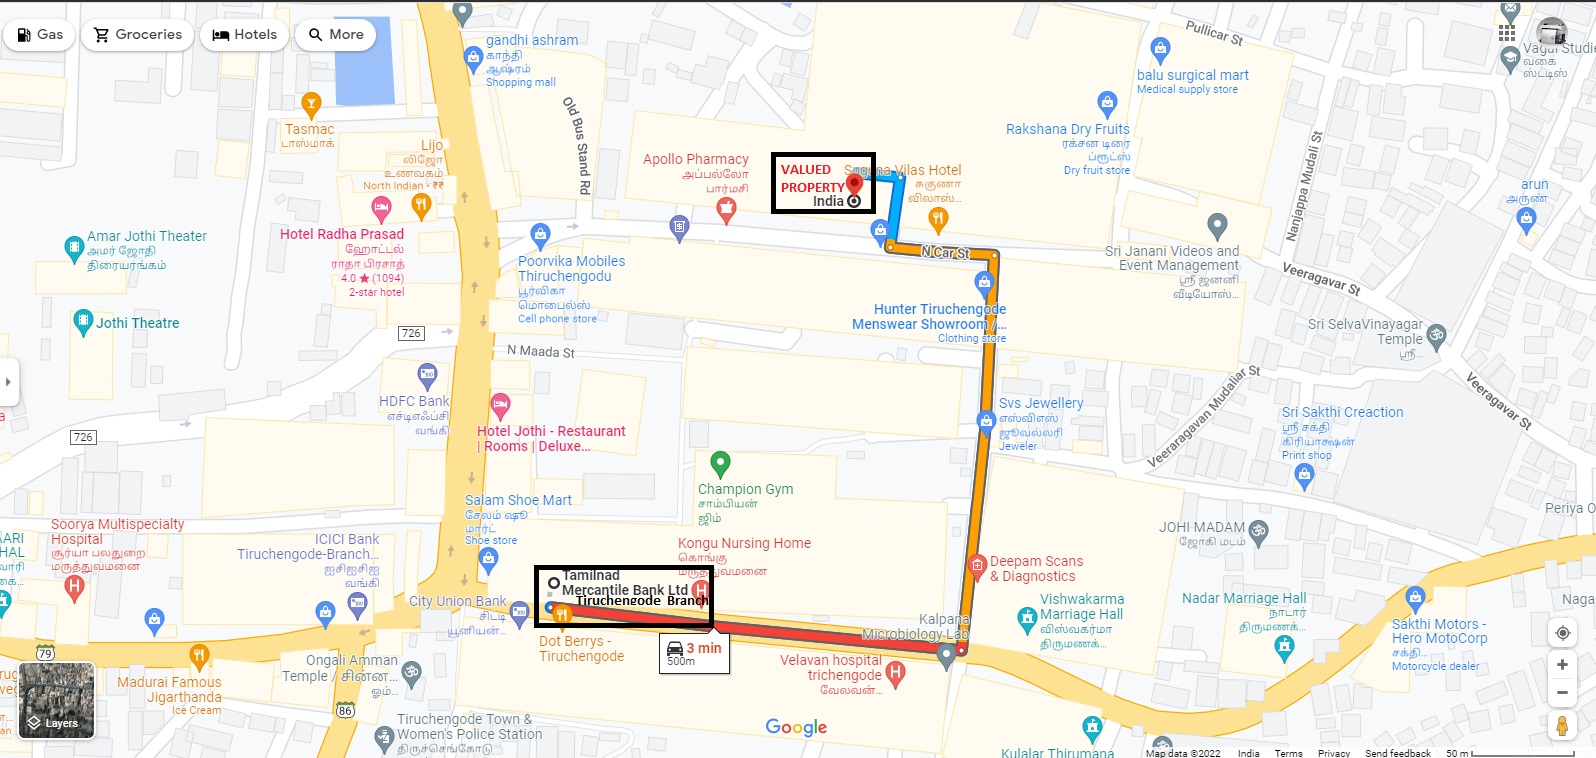 Gas
Groceries
Hotels
More
gandhi ashram
காந்தி
ஆஷ்ரம்
Shopping mall
Pullicar St
balu surgical mart
Medical supply store
வகை
ஸ்டடிஸ்
Tasmac
டாஸ்மாக்
Lijo
லிஜோ
உணவகம்
North Indian · ₹₹
Old Bus Stand Rd
Apollo Pharmacy
அப்பல்லோ
பார்மசி
VALUED
PROPERTY
India
Vilas Hotel
சுகுணா
விலாஸ்...
Rakshana Dry Fruits
ரக்சன டிரை
ப்ரூட்ஸ்
Dry fruit store
Nanjappa Mudali St
arun
அருண்
Amar Jothi Theater
அமர் ஜோதி
திரையரங்கம்
Hotel Radha Prasad
ஹோட்டல்
ராதா பிரசாத்
4.0 ★ (1094)
2-star hotel
Poorvika Mobiles
Thiruchengodu
பூர்விகா
மொபைல்ஸ்
Cell phone store
N Car St
Sri Janani Videos and
Event Management
ஸ்ரீ ஜனனி
வீடியோஸ்...
Veeragavar St
Jothi Theatre
726
Hunter Tiruchengode
Menswear Showroom /...
Clothing store
N Maada St
Sri SelvaVinayagar
Temple
ஸ்ரீ...
HDFC Bank
எச்டிஎஃப்சி
வங்கி
Veeraragavan Mudaliar St
Veeragavar St
Hotel Jothi - Restaurant
| Rooms | Deluxe...
Svs Jewellery
எஸ்விஎஸ்
ஜூவல்லரி
Jeweler
Sri Sakthi Creaction
ஸ்ரீ சக்தி
கிரியாக்ஷன்
Print shop
726
Champion Gym
சாம்பியன்
ஜிம்
Salam Shoe Mart
சேலம் ஷூ
மார்ட்
Shoe store
Soorya Multispecialty
Hospital
சூர்யா பலதுறை
மருத்துவமனை
ICICI Bank
Tiruchengode-Branch...
ஐசிஐசிஐ
வங்கி
Kongu Nursing Home
கொங்கு
மருத்துவமனை
JOHI MADAM
ஜோகி மடம்
Periya O
Deepam Scans
& Diagnostics
Tamilnad
Mercantile Bank Ltd
Tiruchengode Branch
City Union Bank
சிட்டி
யூனியன்...
Dot Berrys -
Tiruchengode
3 min
500m
Kalpana
Microbiology Lab
Vishwakarma
Marriage Hall
விஸ்வகர்மா
திருமணக்...
Nadar Marriage Hall
நாடார்
திருமணக்...
Naga
Sakthi Motors -
Hero MotoCorp
சக்தி...
Motorcycle dealer
79
Velavan hospital
trichengode
வேலவன்...
Ongali Amman
Temple / சின்ன...
ஓம்...
Madurai Famous
Jigarthanda
Ice Cream
86
Layers
Tiruchengode Town &
Women's Police Station
திருச்செங்கோடு
Google
Kulalar Thirumana
Map data ©2022
India
Terms
Privacy
Send feedback
50 m